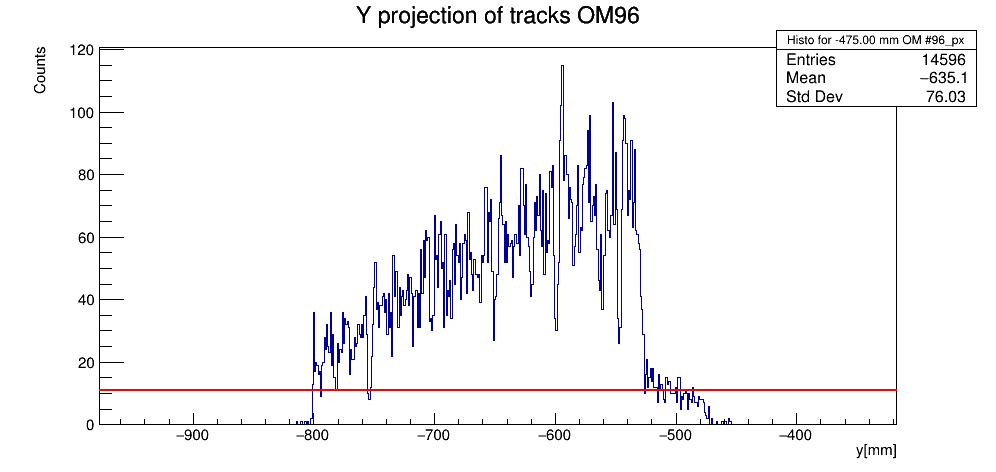 Y projection of tracks OM96
Histo for -475.00 mm OM #96_px
Entries 14596
Mean −635.1
Std Dev 76.03
Counts
120
100
80
60
40
20
0
−900 −800 −700 −600 −500 −400
y[mm]